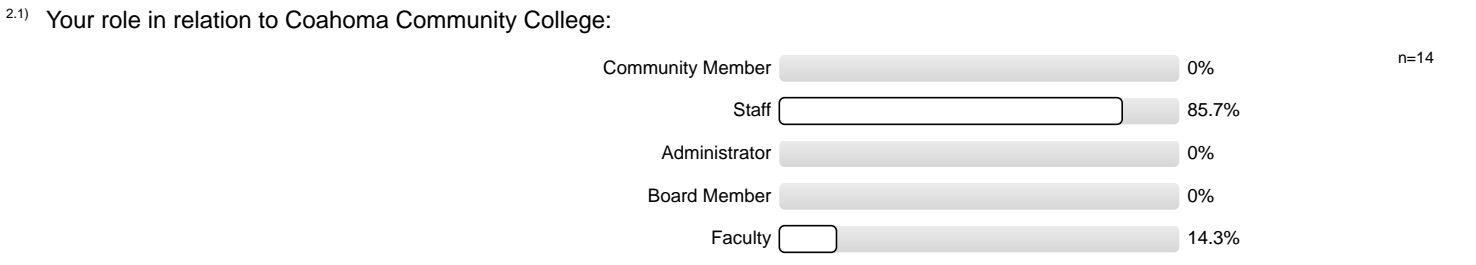 2.1) Your role in relation to Coahoma Community College:
n=14
Community Member 0%
Staff 85.7%
Administrator 0%
Board Member 0%
Faculty 14.3%